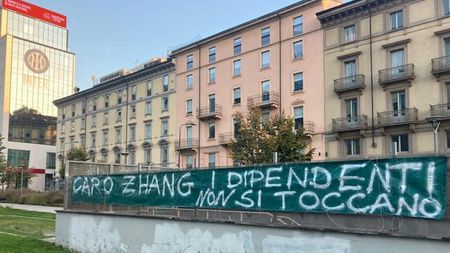 CARO ZHANG I DIPENDENTI
NON SI TOCCANO